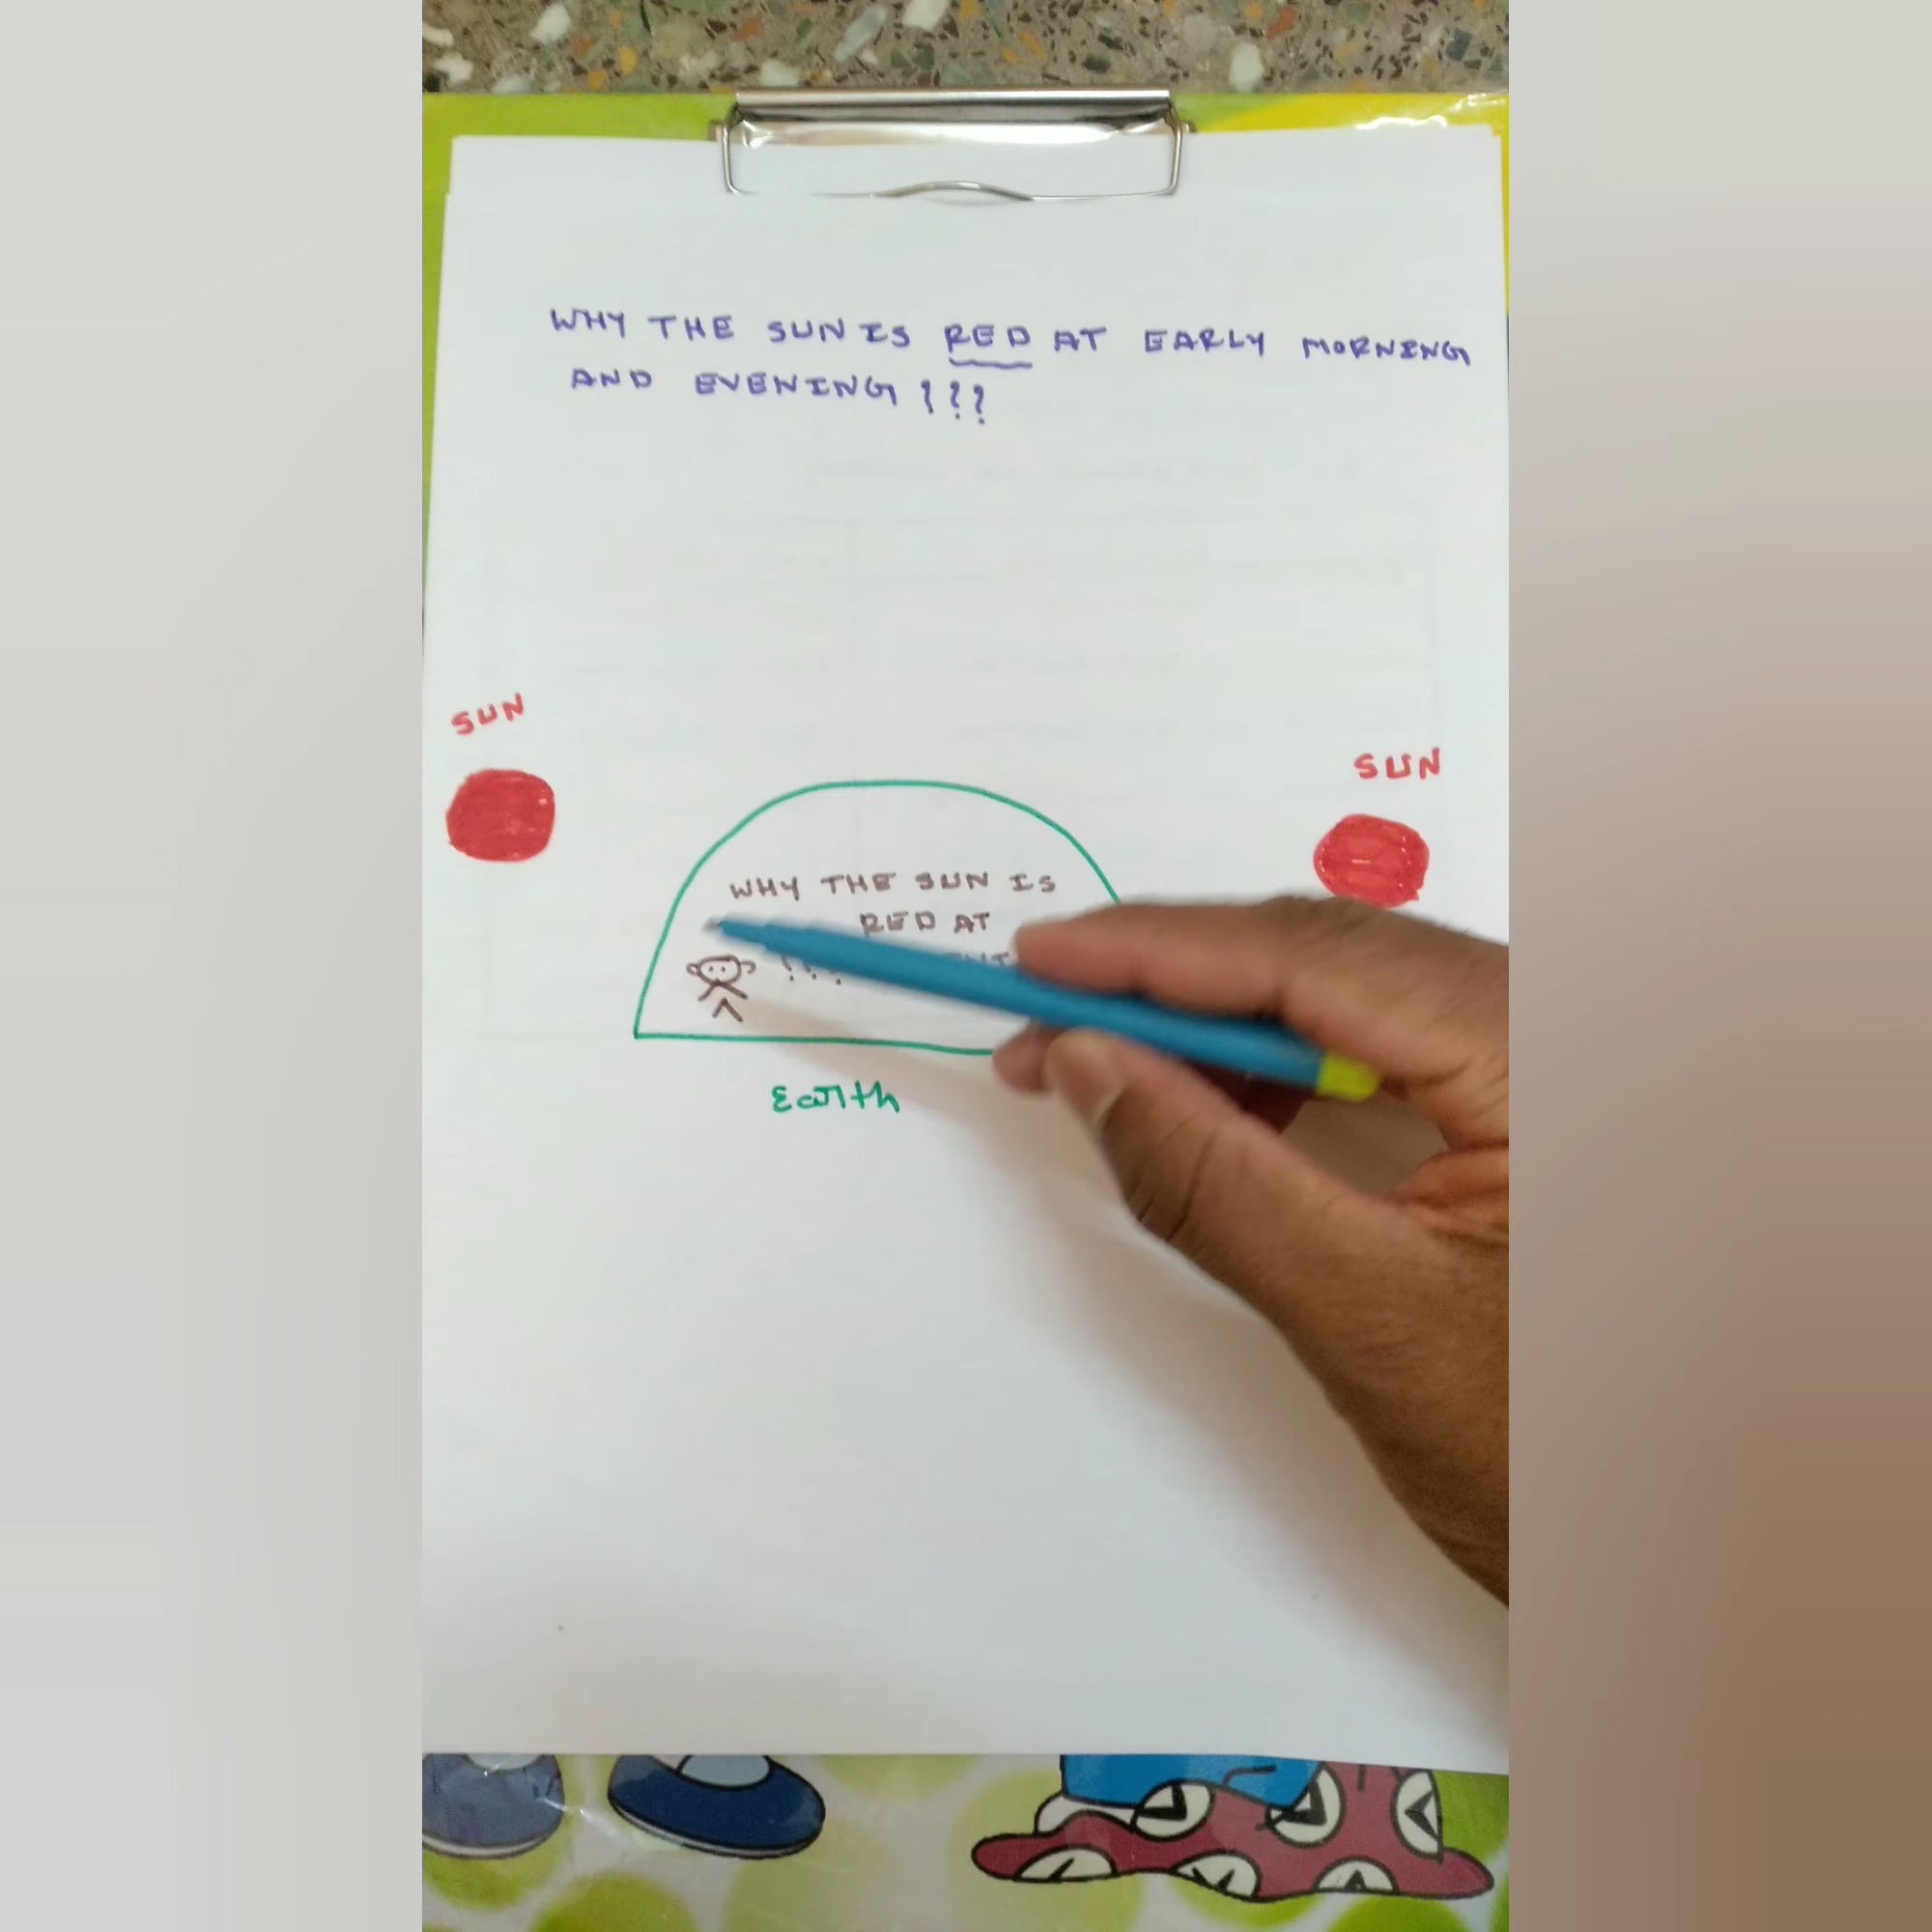 WHY THE SUN IS RED AT EARLY MORNING
AND EVENING ???
SUN
SUN
WHY THE SUN IS
RED AT
???
Earth